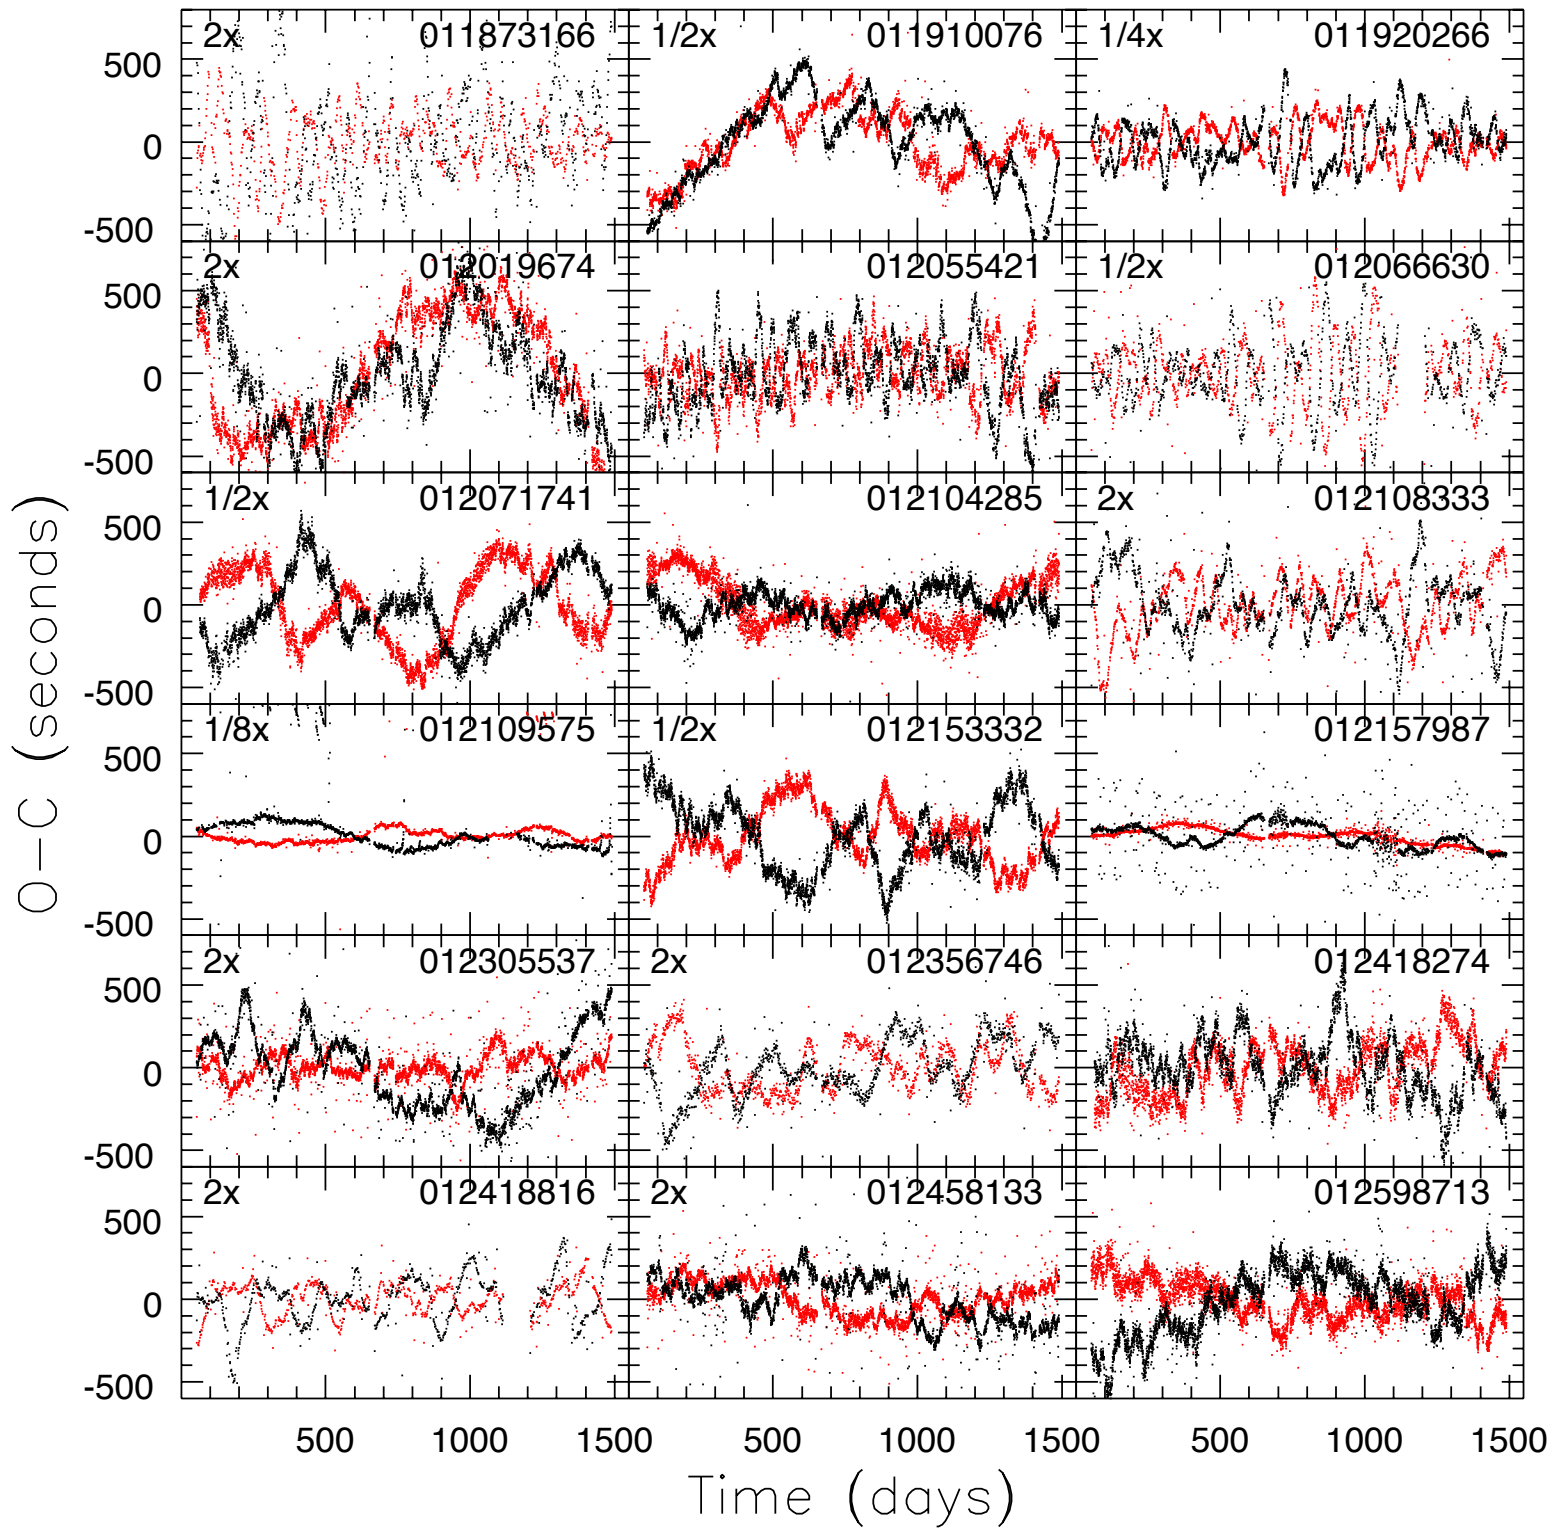 2x 011873166
1/2x 011910076
1/4x 011920266
500
0
-500
2x 012019674
012055421
1/2x 012066630
500
0
-500
1/2x 012071741
012104285
2x 012108333
500
0
-500
1/8x 012109575
1/2x 012153332
012157987
500
0
-500
2x 012305537
2x 012356746
012418274
500
0
-500
2x 012418816
2x 012458133
012598713
500
0
-500
500 1000 1500 500 1000 1500 500 1000 1500
Time (days)
O-C (seconds)